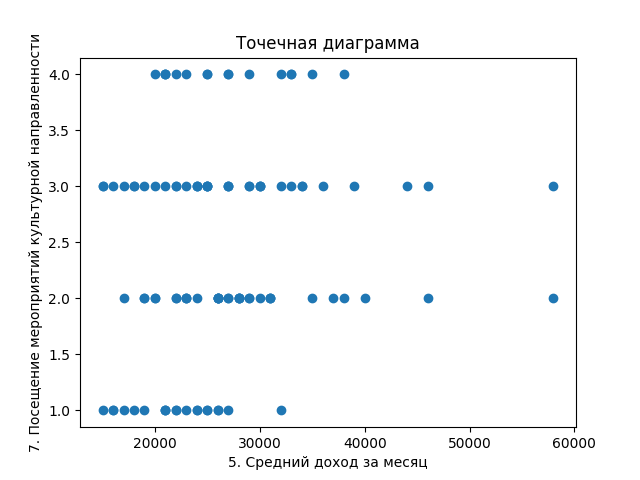 Точечная диаграмма
7. Посещение мероприятий культурной направленности
4.0
3.5
3.0
2.5
2.0
1.5
1.0
20000 30000 40000 50000 60000
5. Средний доход за месяц